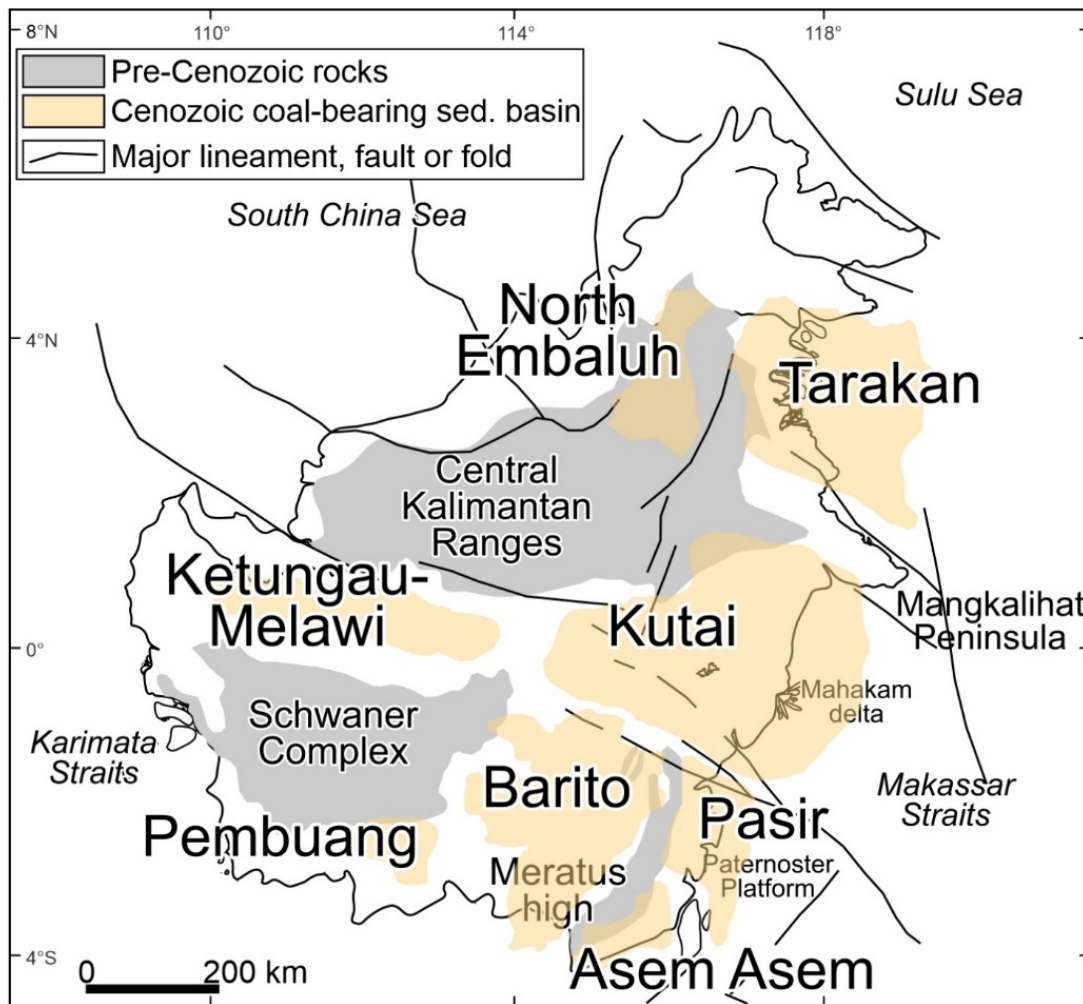 8°N
110°
114°
118°
Pre-Cenozoic rocks
Cenozoic coal-bearing sed. basin
Major lineament, fault or fold
Sulu Sea
South China Sea
North
Embaluh
4°N
Tarakan
Central
Kalimantan
Ranges
Ketungau-
Melawi
Kutai
Mangkalihat
Peninsula
0°
Mahakam
delta
Schwaner
Complex
Karimata
Straits
Barito
Makassar
Straits
Pembuang
Pasir
Meratus
high
Paternoster
Platform
4°S
0
200 km
Asem Asem